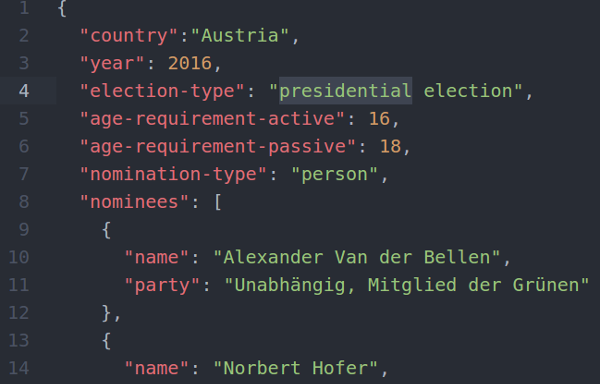 1 {
2 "country":"Austria",
3 "year": 2016,
4 "election-type": "presidential election",
5 "age-requirement-active": 16,
6 "age-requirement-passive": 18,
7 "nomination-type": "person",
8 "nominees": [
9 {
10 "name": "Alexander Van der Bellen",
11 "party": "Unabhängig, Mitglied der Grünen"
12 },
13 {
14 "name": "Norbert Hofer",